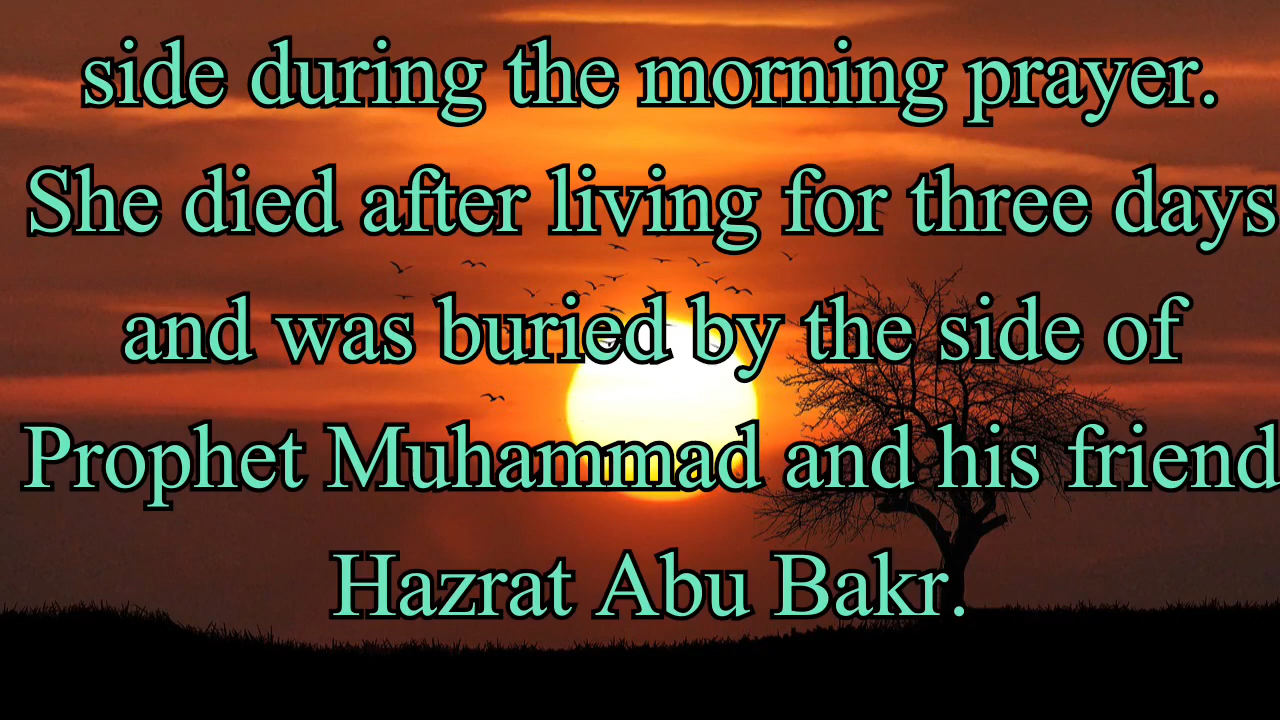 side during the morning prayer.
She died after living for three days
and was buried by the side of
Prophet Muhammad and his friend
Hazrat Abu Bakr.